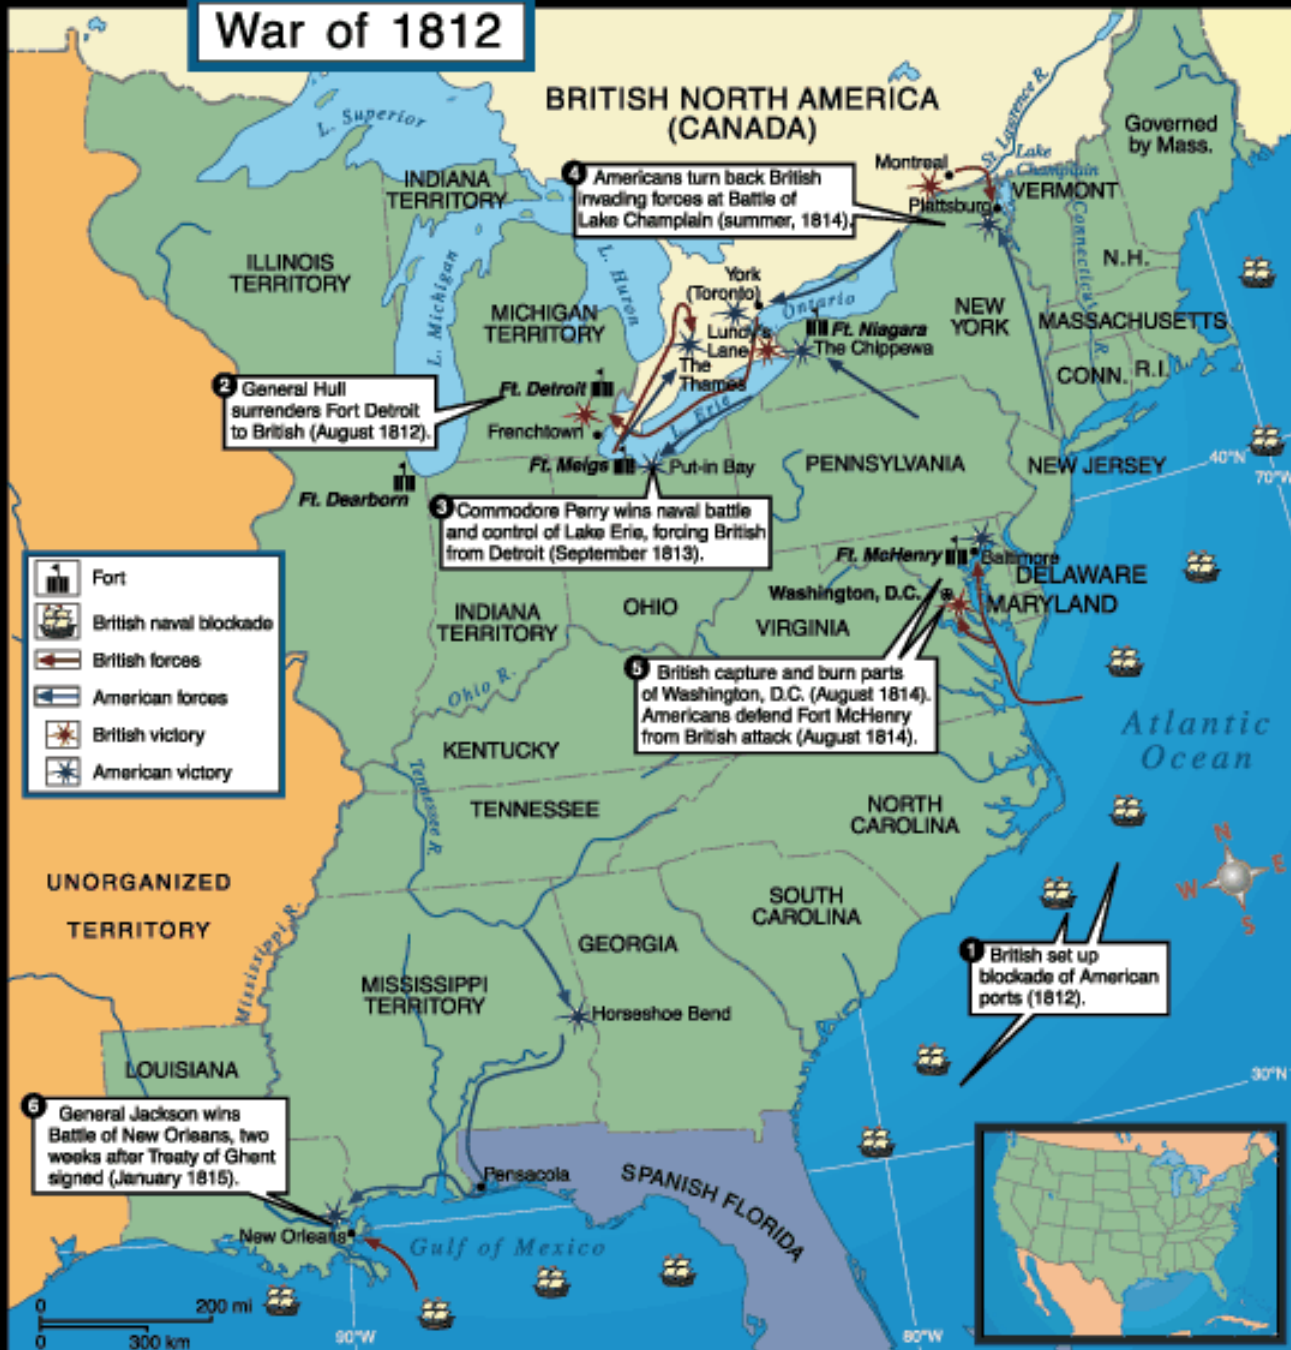 War of 1812
BRITISH NORTH AMERICA
(CANADA)
L. Superior
St Lawrence R.
Governed
by Mass.
Montreal
Lake
Champlain
4 Americans turn back British
invading forces at Battle of
Lake Champlain (summer, 1814).
INDIANA
TERRITORY
VERMONT
Plattsburg
Connecticut R.
N.H.
ILLINOIS
TERRITORY
L. Michigan
L. Huron
York
(Toronto)
Ontario
MICHIGAN
TERRITORY
NEW
YORK
MASSACHUSETTS
Lundy's
Lane
Ft. Niagara
The Chippewa
The
Thames
CONN.
R.I.
2 General Hull
surrenders Fort Detroit
to British (August 1812).
Ft. Detroit
L. Erie
Frenchtown
Ft. Meigs
Put-in Bay
PENNSYLVANIA
NEW JERSEY
40°N
70°W
Ft. Dearborn
3 Commodore Perry wins naval battle
and control of Lake Erie, forcing British
from Detroit (September 1813).
Ft. McHenry
Baltimore
DELAWARE
Washington, D.C.
MARYLAND
Fort
British naval blockade
British forces
American forces
British victory
American victory
INDIANA
TERRITORY
OHIO
VIRGINIA
5 British capture and burn parts
of Washington, D.C. (August 1814).
Americans defend Fort McHenry
from British attack (August 1814).
Ohio R.
Atlantic
Ocean
KENTUCKY
Tennessee R.
TENNESSEE
NORTH
CAROLINA
N
W
E
S
UNORGANIZED
TERRITORY
Mississippi R.
SOUTH
CAROLINA
GEORGIA
1 British set up
blockade of American
ports (1812).
MISSISSIPPI
TERRITORY
Horseshoe Bend
LOUISIANA
30°N
6 General Jackson wins
Battle of New Orleans, two
weeks after Treaty of Ghent
signed (January 1815).
Pensacola
SPANISH FLORIDA
New Orleans
Gulf of Mexico
0
200 mi
0
300 km
90°W
80°W